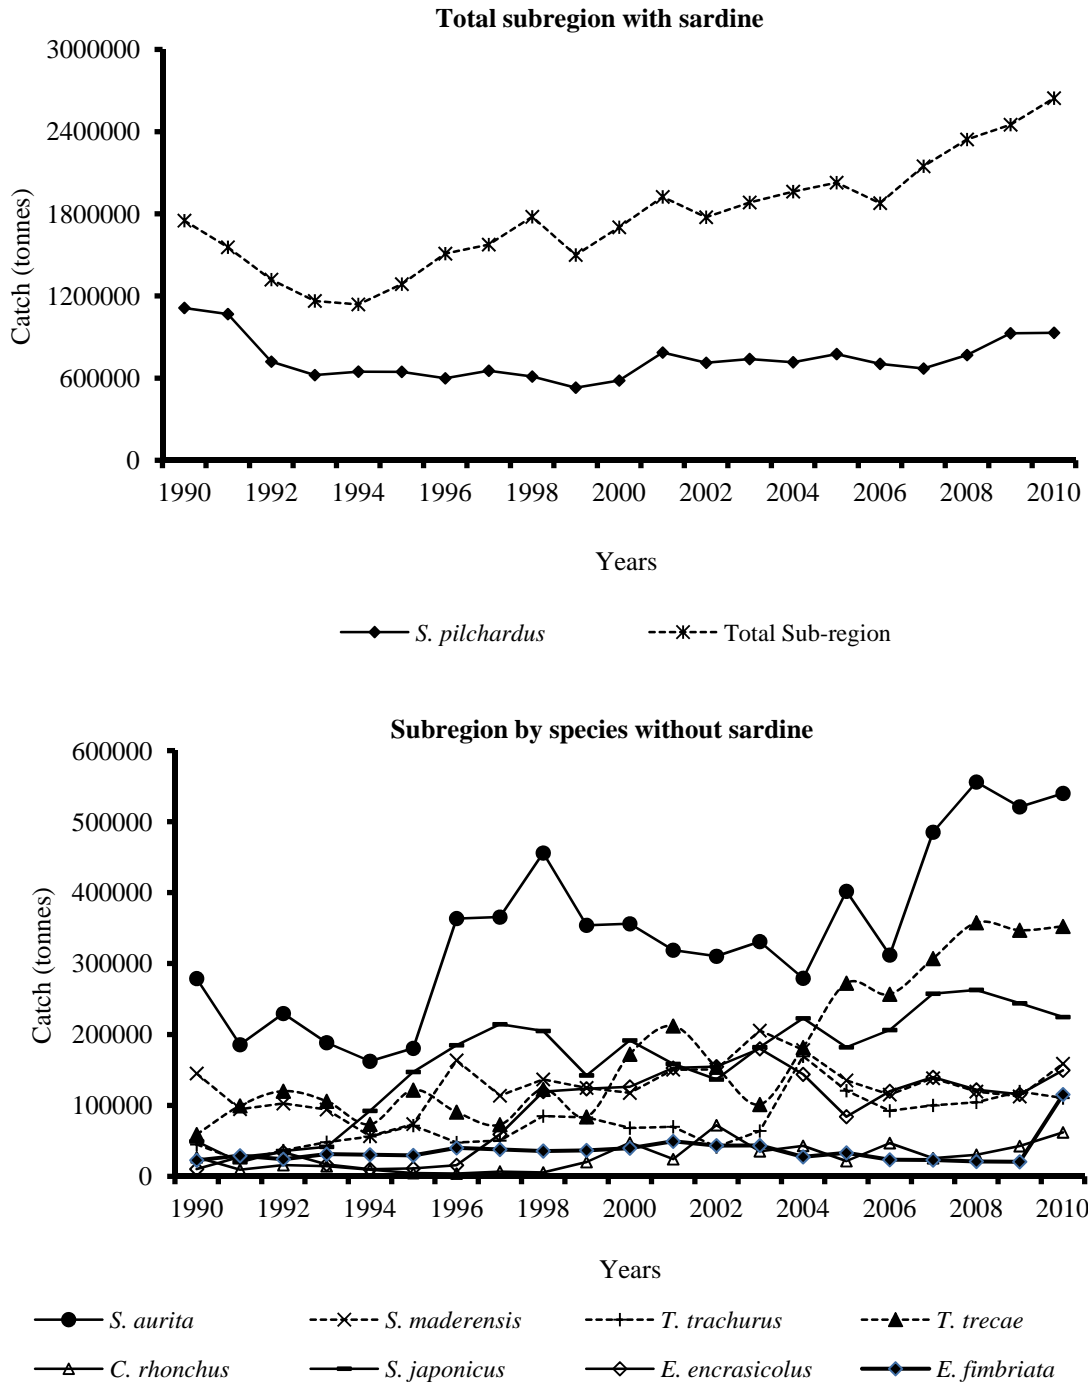 Total subregion with sardine
3000000
2400000
1800000
1200000
600000
0
Catch (tonnes)
1990 1992 1994 1996 1998 2000 2002 2004 2006 2008 2010
Years
S. pilchardus Total Sub-region
Subregion by species without sardine
600000
500000
400000
300000
200000
100000
0
Catch (tonnes)
1990 1992 1994 1996 1998 2000 2002 2004 2006 2008 2010
Years
S. aurita S. maderensis T. trachurus T. trecae
C. rhonchus S. japonicus E. encrasicolus E. fimbriata